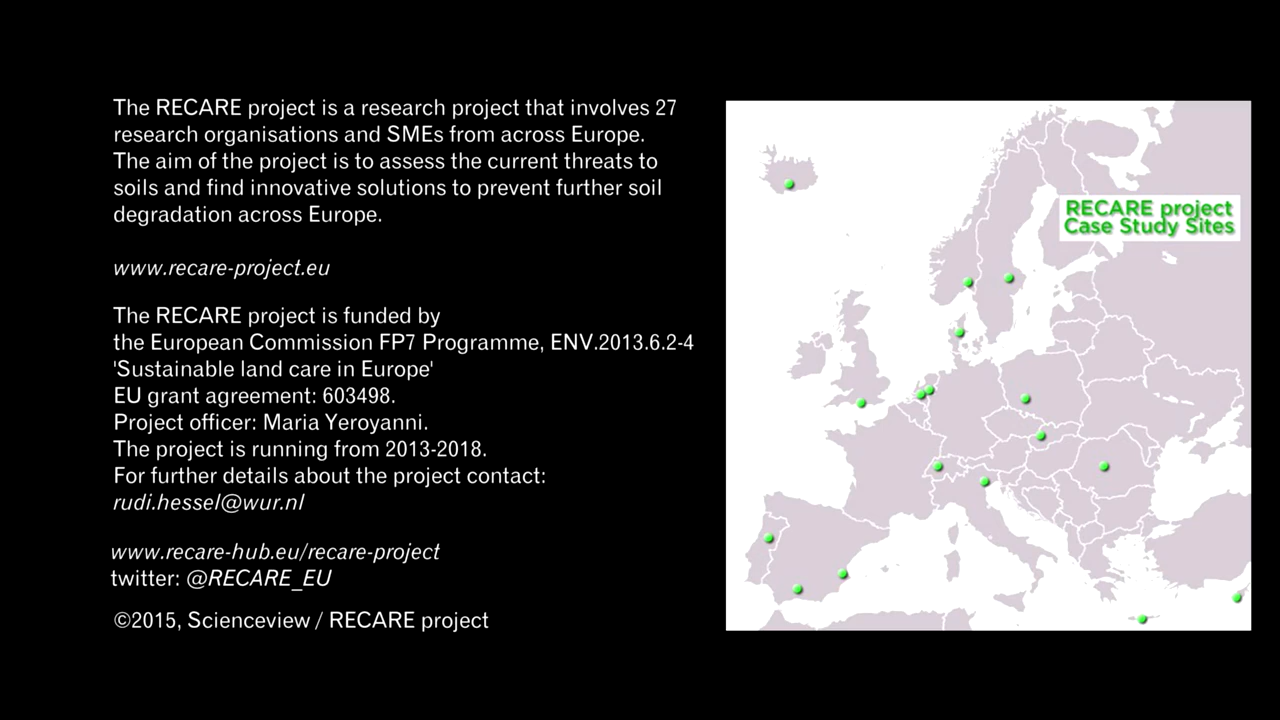 The RECARE project is a research project that involves 27
research organisations and SMEs from across Europe.
The aim of the project is to assess the current threats to
soils and find innovative solutions to prevent further soil
degradation across Europe.
www.recare-project.eu
The RECARE project is funded by
the European Commission FP7 Programme, ENV.2013.6.2-4
'Sustainable land care in Europe'
EU grant agreement: 603498.
Project officer: Maria Yeroyanni.
The project is running from 2013-2018.
For further details about the project contact:
rudi.hessel@wur.nl
www.recare-hub.eu/recare-project
twitter: @RECARE_EU
©2015, Scienceview / RECARE project
RECARE project
Case Study Sites